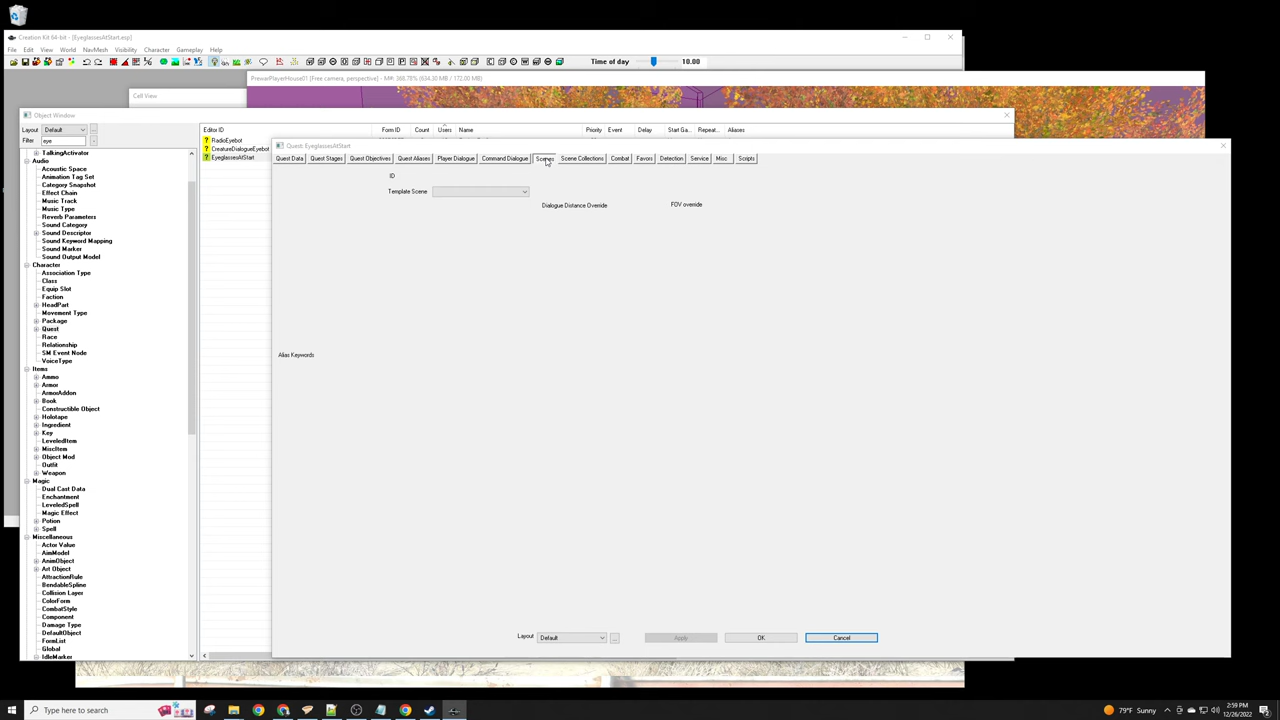 Creation Kit 64-bit - [EyeglassesAtStart.esp]
File Edit View World NavMesh Visibility Character Gameplay Help
Time of day 10.00
PrewarPlayerHouse01 [Free camera, perspective] - M#: 368.78% (634.30 MB / 172.00 MB)
Cell View
Object Window
Layout Default ...
Filter eye
Editor ID Form ID Count Users Name Priority Event Delay Start Ga... Repeat... Aliases
RadioEyebot
CreatureDialogueEyebot
EyeglassesAtStart
TalkingActivator
Audio
Acoustic Space
Animation Tag Set
Category Snapshot
Effect Chain
Music Track
Music Type
Reverb Parameters
Sound Category
Sound Descriptor
Sound Keyword Mapping
Sound Marker
Sound Output Model
Character
Association Type
Class
Equip Slot
Faction
HeadPart
Movement Type
Package
Quest
Race
Relationship
SM Event Node
VoiceType
Items
Ammo
Armor
ArmorAddon
Book
Constructible Object
Holotape
Ingredient
Key
LeveledItem
MiscItem
Object Mod
Outfit
Weapon
Magic
Dual Cast Data
Enchantment
LeveledSpell
Magic Effect
Potion
Spell
Miscellaneous
Actor Value
AimModel
AnimObject
Art Object
AttractionRule
BendableSpline
Collision Layer
ColorForm
CombatStyle
Component
Damage Type
DefaultObject
FormList
Global
IdleMarker
Quest: EyeglassesAtStart
Quest Data Quest Stages Quest Objectives Quest Aliases Player Dialogue Command Dialogue Scenes Scene Collections Combat Favors Detection Service Misc Scripts
ID
Template Scene
Dialogue Distance Override FOV override
Alias Keywords
Layout Default ... Apply OK Cancel
Type here to search
79°F Sunny
2:59 PM
12/26/2022